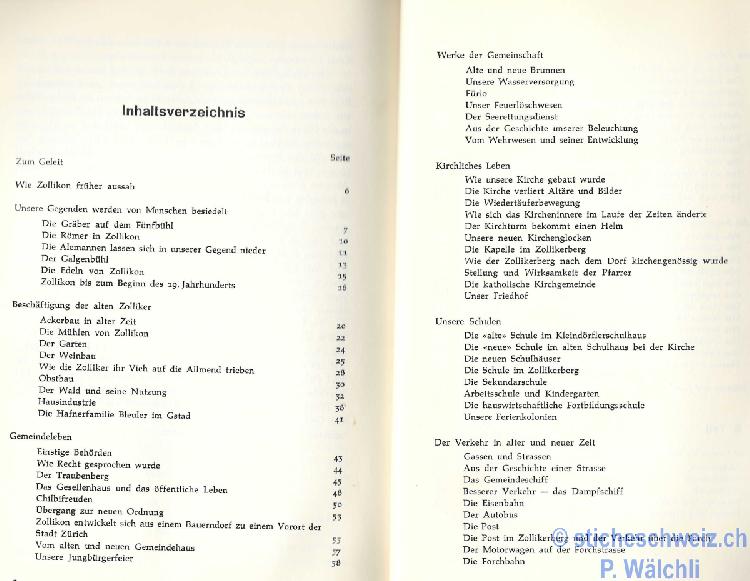 Inhaltsverzeichnis
Seite
Zum Geleit
Wie Zollikon früher aussah 6
Unsere Gegenden werden von Menschen besiedelt
Die Gräber auf dem Fünfbühl 7
Die Römer in Zollikon 10
Die Alemannen lassen sich in unserer Gegend nieder 11
Der Galgenbühl 13
Die Edeln von Zollikon 15
Zollikon bis zum Beginn des 19. Jahrhunderts 16
Beschäftigung der alten Zolliker
Ackerbau in alter Zeit 20
Die Mühlen von Zollikon 22
Der Garten 24
Der Weinbau 25
Wie die Zolliker ihr Vieh auf die Allmend trieben 28
Obstbau 30
Der Wald und seine Nutzung 32
Hausindustrie 36
Die Hafnerfamilie Bleuler im Gstad 41
Gemeindeleben
Einstige Behörden 43
Wie Recht gesprochen wurde 44
Der Traubenberg 45
Das Gesellenhaus und das öffentliche Leben 48
Chilbifreuden 50
Übergang zur neuen Ordnung 53
Zollikon entwickelt sich aus einem Bauerndorf zu einem Vorort der
Stadt Zürich 55
Vom alten und neuen Gemeindehaus 57
Unsere Jungbürgerfeier 58
Werke der Gemeinschaft
Alte und neue Brunnen
Unsere Wasserversorgung
Fürio
Unser Feuerlöschwesen
Der Seerettungsdienst
Aus der Geschichte unserer Beleuchtung
Vom Wehrwesen und seiner Entwicklung
Kirchliches Leben
Wie unsere Kirche gebaut wurde
Die Kirche verliert Altäre und Bilder
Die Wiedertäuferbewegung
Wie sich das Kircheninnere im Laufe der Zeiten änderte
Der Kirchturm bekommt einen Helm
Unsere neuen Kirchenglocken
Die Kapelle im Zollikerberg
Wie der Zollikerberg nach dem Dorf kirchengenössig wurde
Stellung und Wirksamkeit der Pfarrer
Die katholische Kirchgemeinde
Unser Friedhof
Unsere Schulen
Die «alte» Schule im Kleindörflerschulhaus
Die «neue» Schule im alten Schulhaus bei der Kirche
Die neuen Schulhäuser
Die Schule im Zollikerberg
Die Sekundarschule
Arbeitsschule und Kindergarten
Die hauswirtschaftliche Fortbildungsschule
Unsere Ferienkolonien
Der Verkehr in alter und neuer Zeit
Gassen und Strassen
Aus der Geschichte einer Strasse
Das Gemeindeschiff
Besserer Verkehr — das Dampfschiff
Die Eisenbahn
Der Autobus
Die Post
Die Post im Zollikerberg und der Verkehr über die Forch
Der Motorwagen auf der Forchstrasse
Die Forchbahn
© sticheschweiz.ch
P. Wälchli